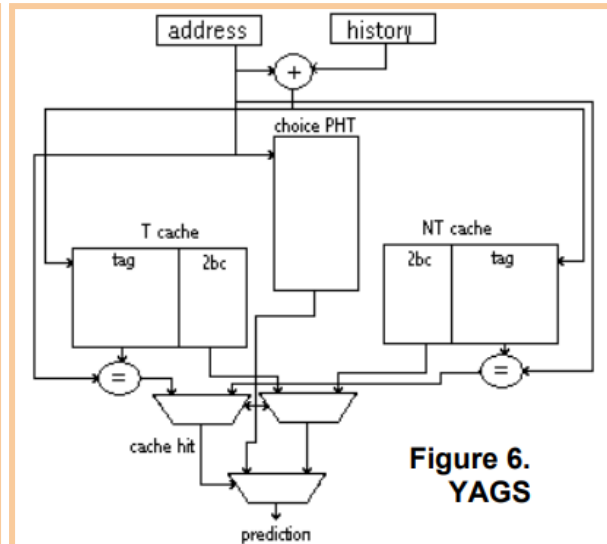 address
history
+
choice PHT
T cache
NT cache
tag
2bc
2bc
tag
=
=
cache hit
Figure 6.
YAGS
prediction